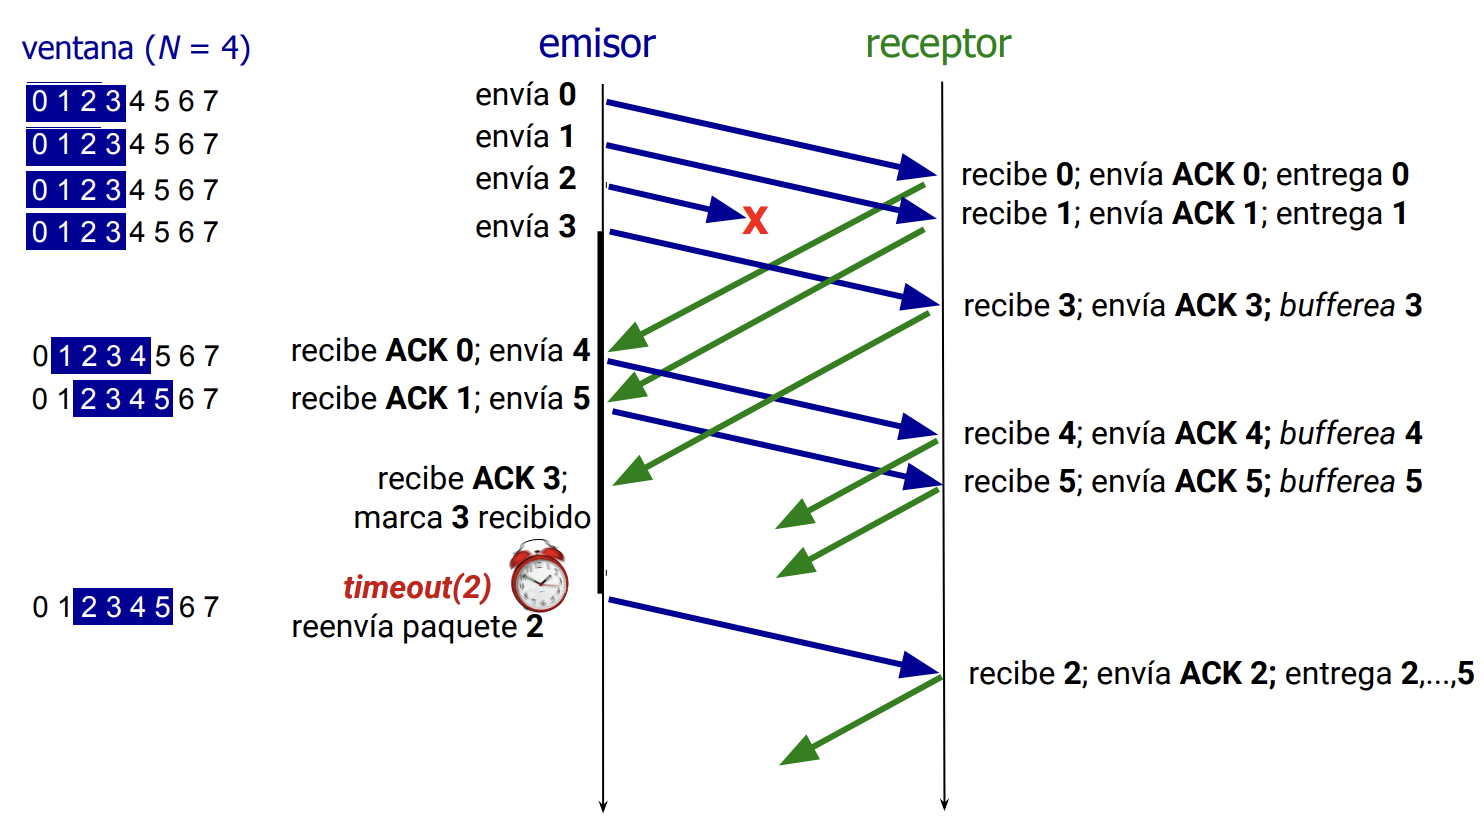 ventana (N = 4)
emisor
receptor
0 1 2 3 4 5 6 7
envía 0
0 1 2 3 4 5 6 7
envía 1
0 1 2 3 4 5 6 7
envía 2
0 1 2 3 4 5 6 7
envía 3
X
recibe 0; envía ACK 0; entrega 0
recibe 1; envía ACK 1; entrega 1
recibe 3; envía ACK 3; bufferea 3
0 1 2 3 4 5 6 7
recibe ACK 0; envía 4
0 1 2 3 4 5 6 7
recibe ACK 1; envía 5
recibe 4; envía ACK 4; bufferea 4
recibe 5; envía ACK 5; bufferea 5
recibe ACK 3;
marca 3 recibido
timeout(2)
0 1 2 3 4 5 6 7
reenvía paquete 2
recibe 2; envía ACK 2; entrega 2,...,5